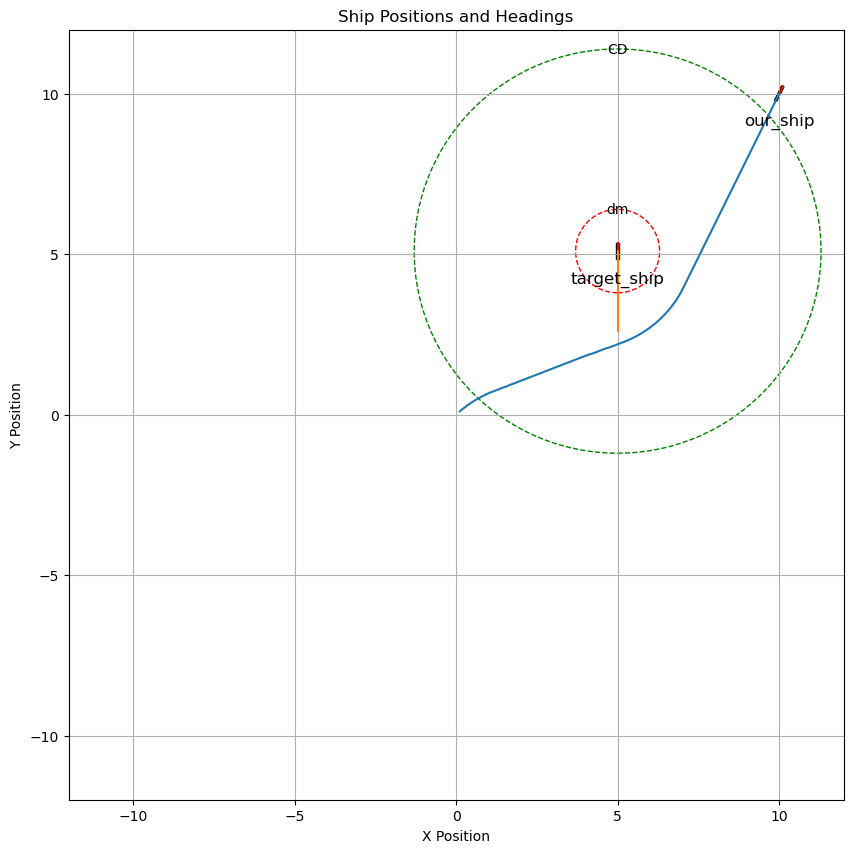 Ship Positions and Headings
CD
our_ship
dm
target_ship
10
5
0
−5
−10
Y Position
−10
−5
0
5
10
X Position